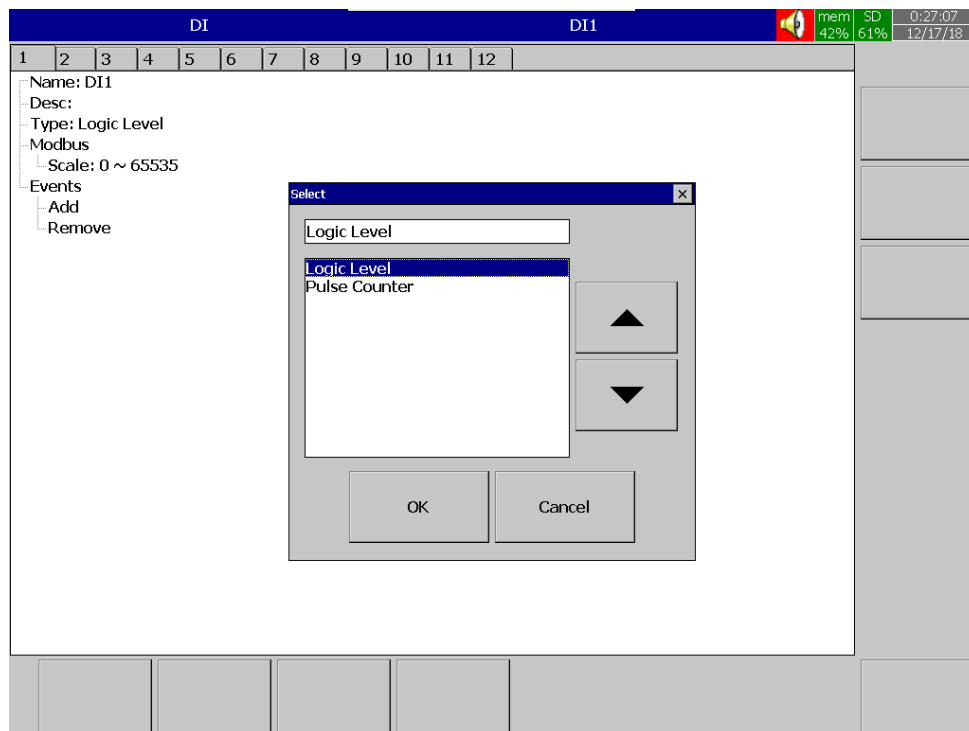 DI DI1 mem SD 0:27:07
42% 61% 12/17/18
1 2 3 4 5 6 7 8 9 10 11 12
Name: DI1
Desc:
Type: Logic Level
Modbus
Scale: 0 ~ 65535
Events
Add
Remove
Select
Logic Level
Logic Level
Pulse Counter
OK Cancel